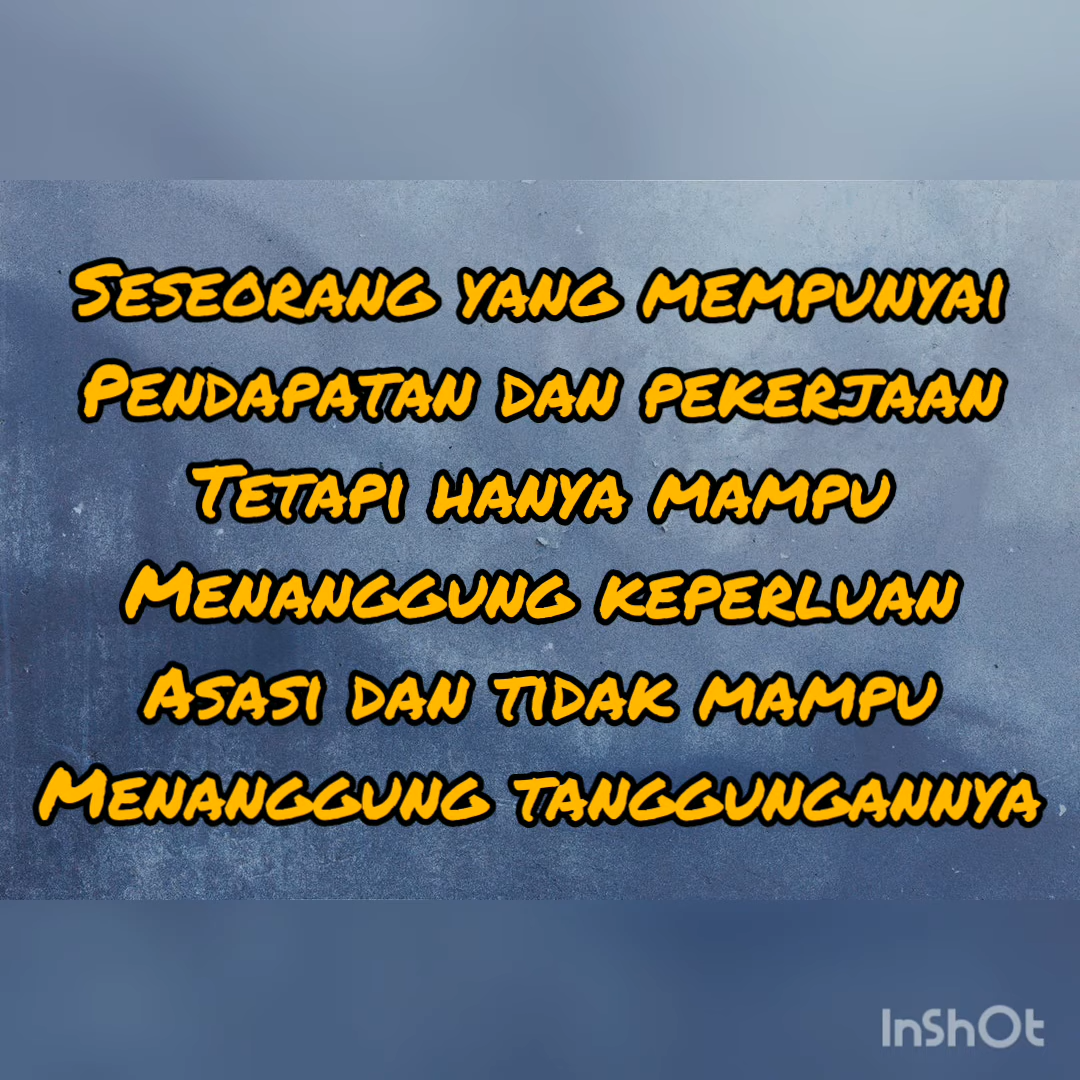 Seseorang yang mempunyai
Pendapatan dan pekerjaan
Tetapi hanya mampu
Menanggung keperluan
Asasi dan tidak mampu
Menanggung tanggungannya
InShOt